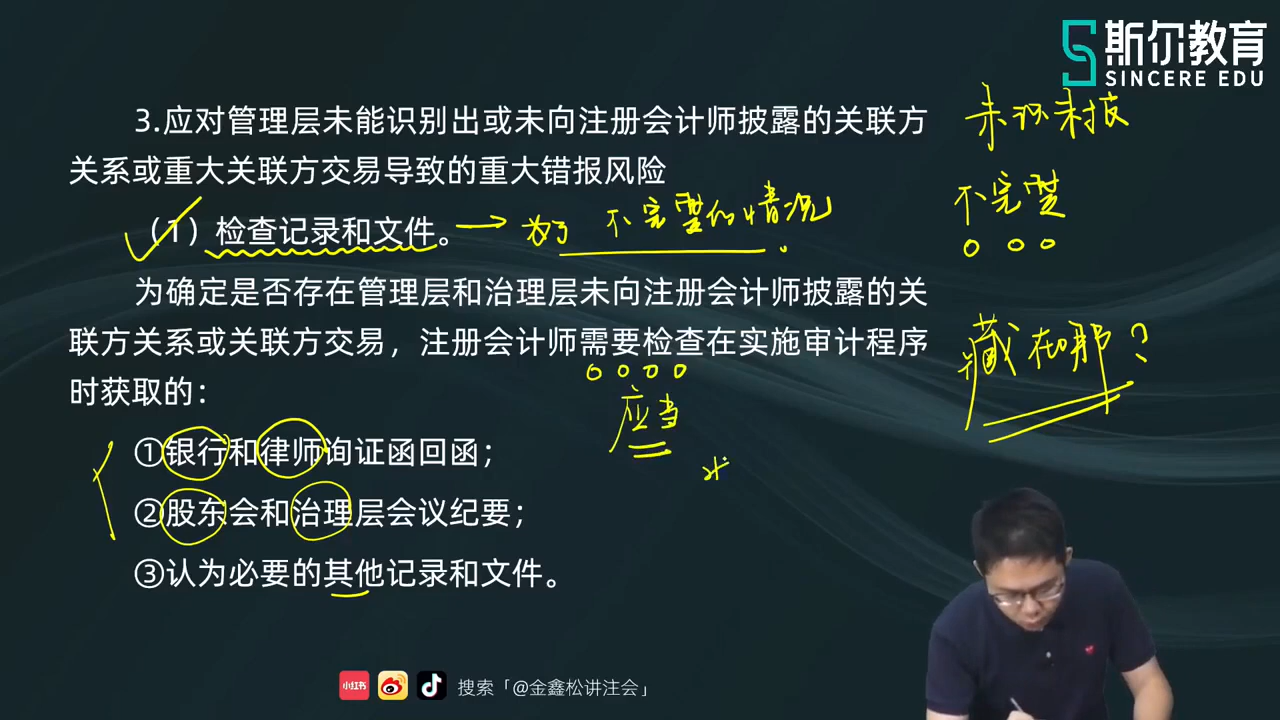 斯尔教育
SINCERE EDU
3.应对管理层未能识别出或未向注册会计师披露的关联方
关系或重大关联方交易导致的重大错报风险
未识未披
不完整
(1)检查记录和文件。→ 为了 不完整的情况。
为确定是否存在管理层和治理层未向注册会计师披露的关
联方关系或关联方交易，注册会计师需要检查在实施审计程序
时获取的：
藏在哪？
应当
①银行和律师询证函回函；
②股东会和治理层会议纪要；
③认为必要的其他记录和文件。
小红书
搜索「@金鑫松讲注会」